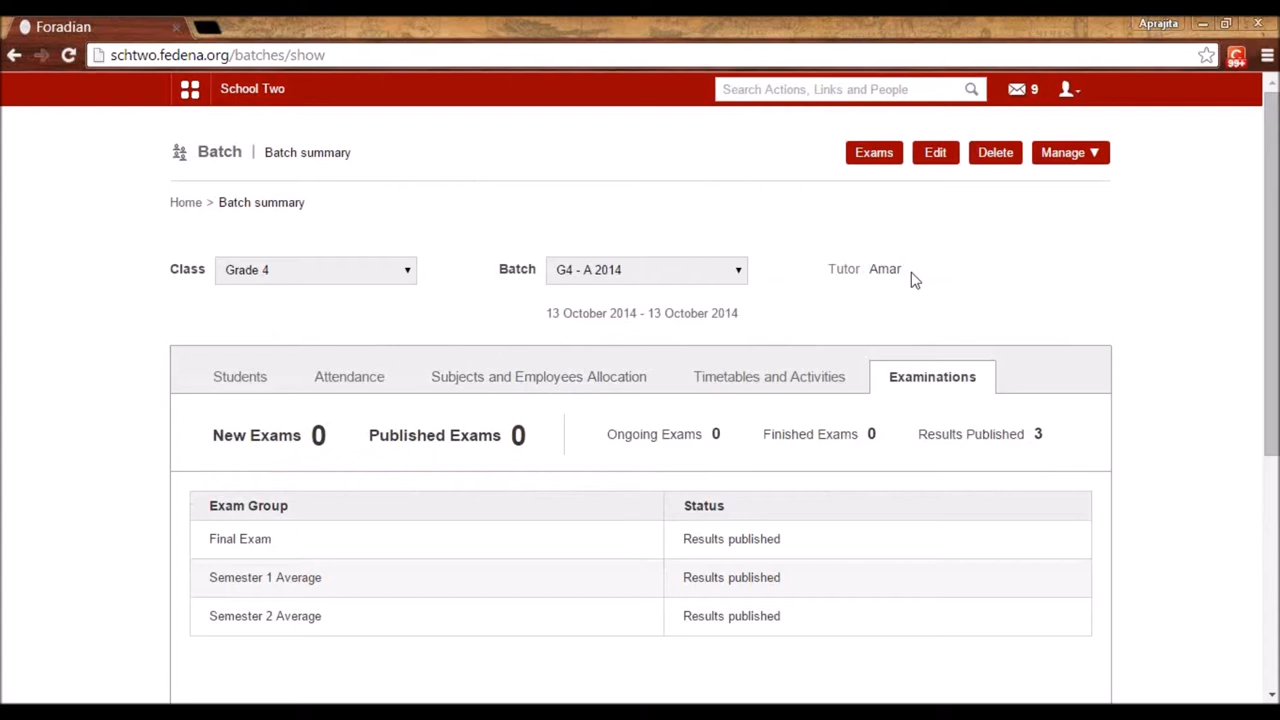 Foradian
Aprajita
schtwo.fedena.org/batches/show
99+
School Two
Search Actions, Links and People
9
Batch | Batch summary
Exams Edit Delete Manage ▼
Home > Batch summary
Class Grade 4 Batch G4 - A 2014 Tutor Amar
13 October 2014 - 13 October 2014
Students Attendance Subjects and Employees Allocation Timetables and Activities Examinations
New Exams 0 Published Exams 0 Ongoing Exams 0 Finished Exams 0 Results Published 3
Exam Group Status
Final Exam Results published
Semester 1 Average Results published
Semester 2 Average Results published